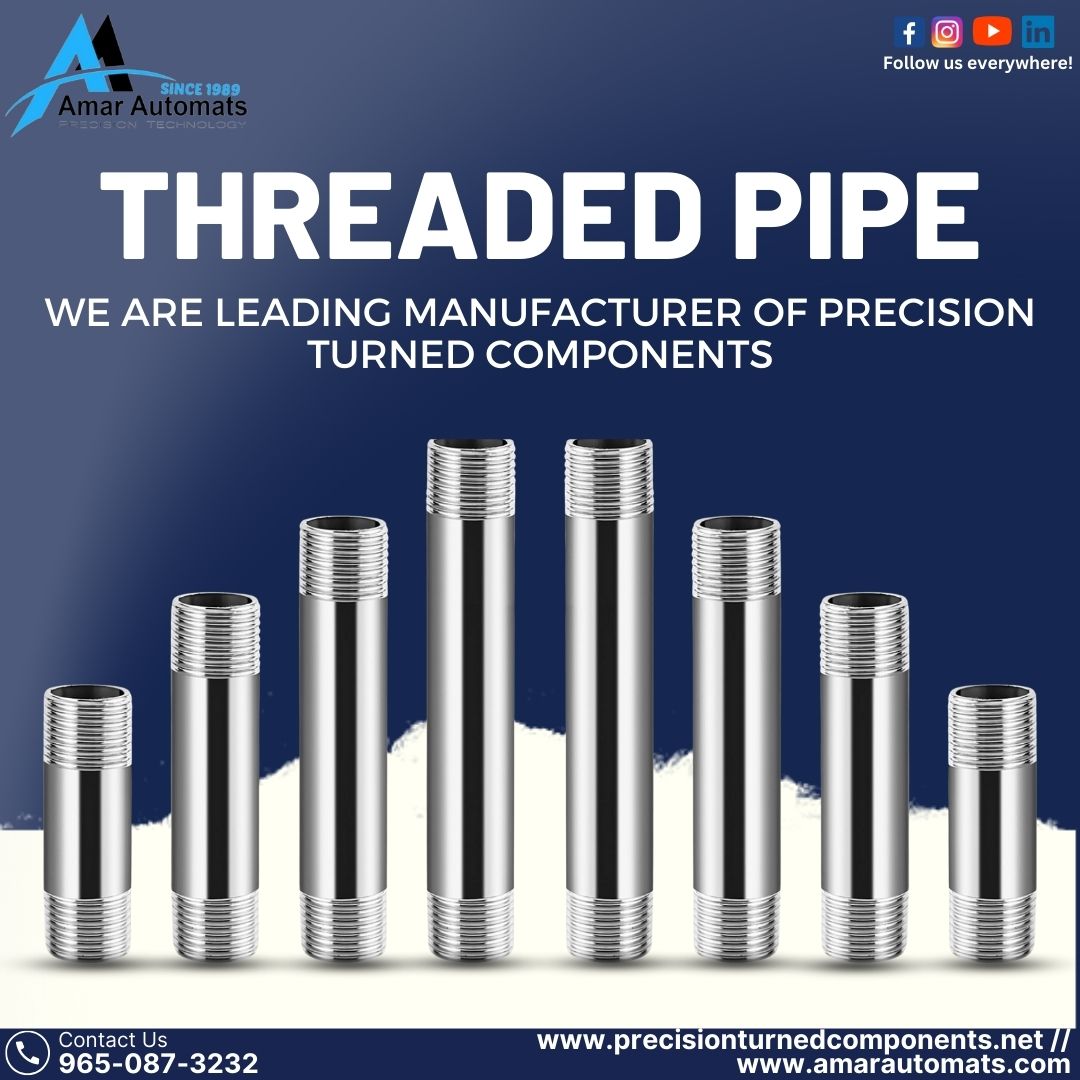 SINCE 1989
Amar Automats
PRECISION TECHNOLOGY
Follow us everywhere!
THREADED PIPE
WE ARE LEADING MANUFACTURER OF PRECISION
TURNED COMPONENTS
Contact Us
965-087-3232
www.precisionturnedcomponents.net //
www.amarautomats.com